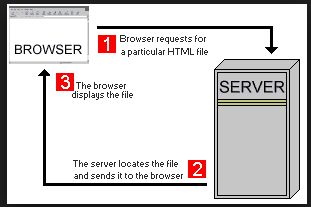 BROWSER
1 Browser requests for
a particular HTML file
SERVER
3 The browser
displays the file
The server locates the file 2
and sends it to the browser